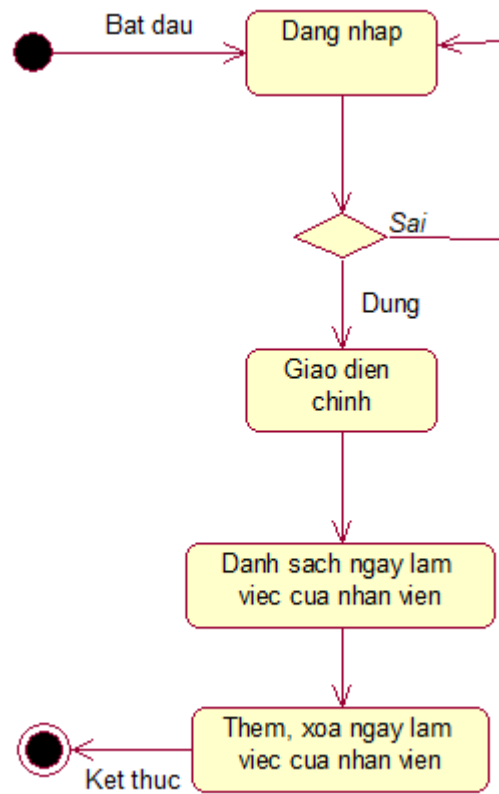 Bat dau
Dang nhap
Sai
Dung
Giao dien
chinh
Danh sach ngay lam
viec cua nhan vien
Them, xoa ngay lam
viec cua nhan vien
Ket thuc